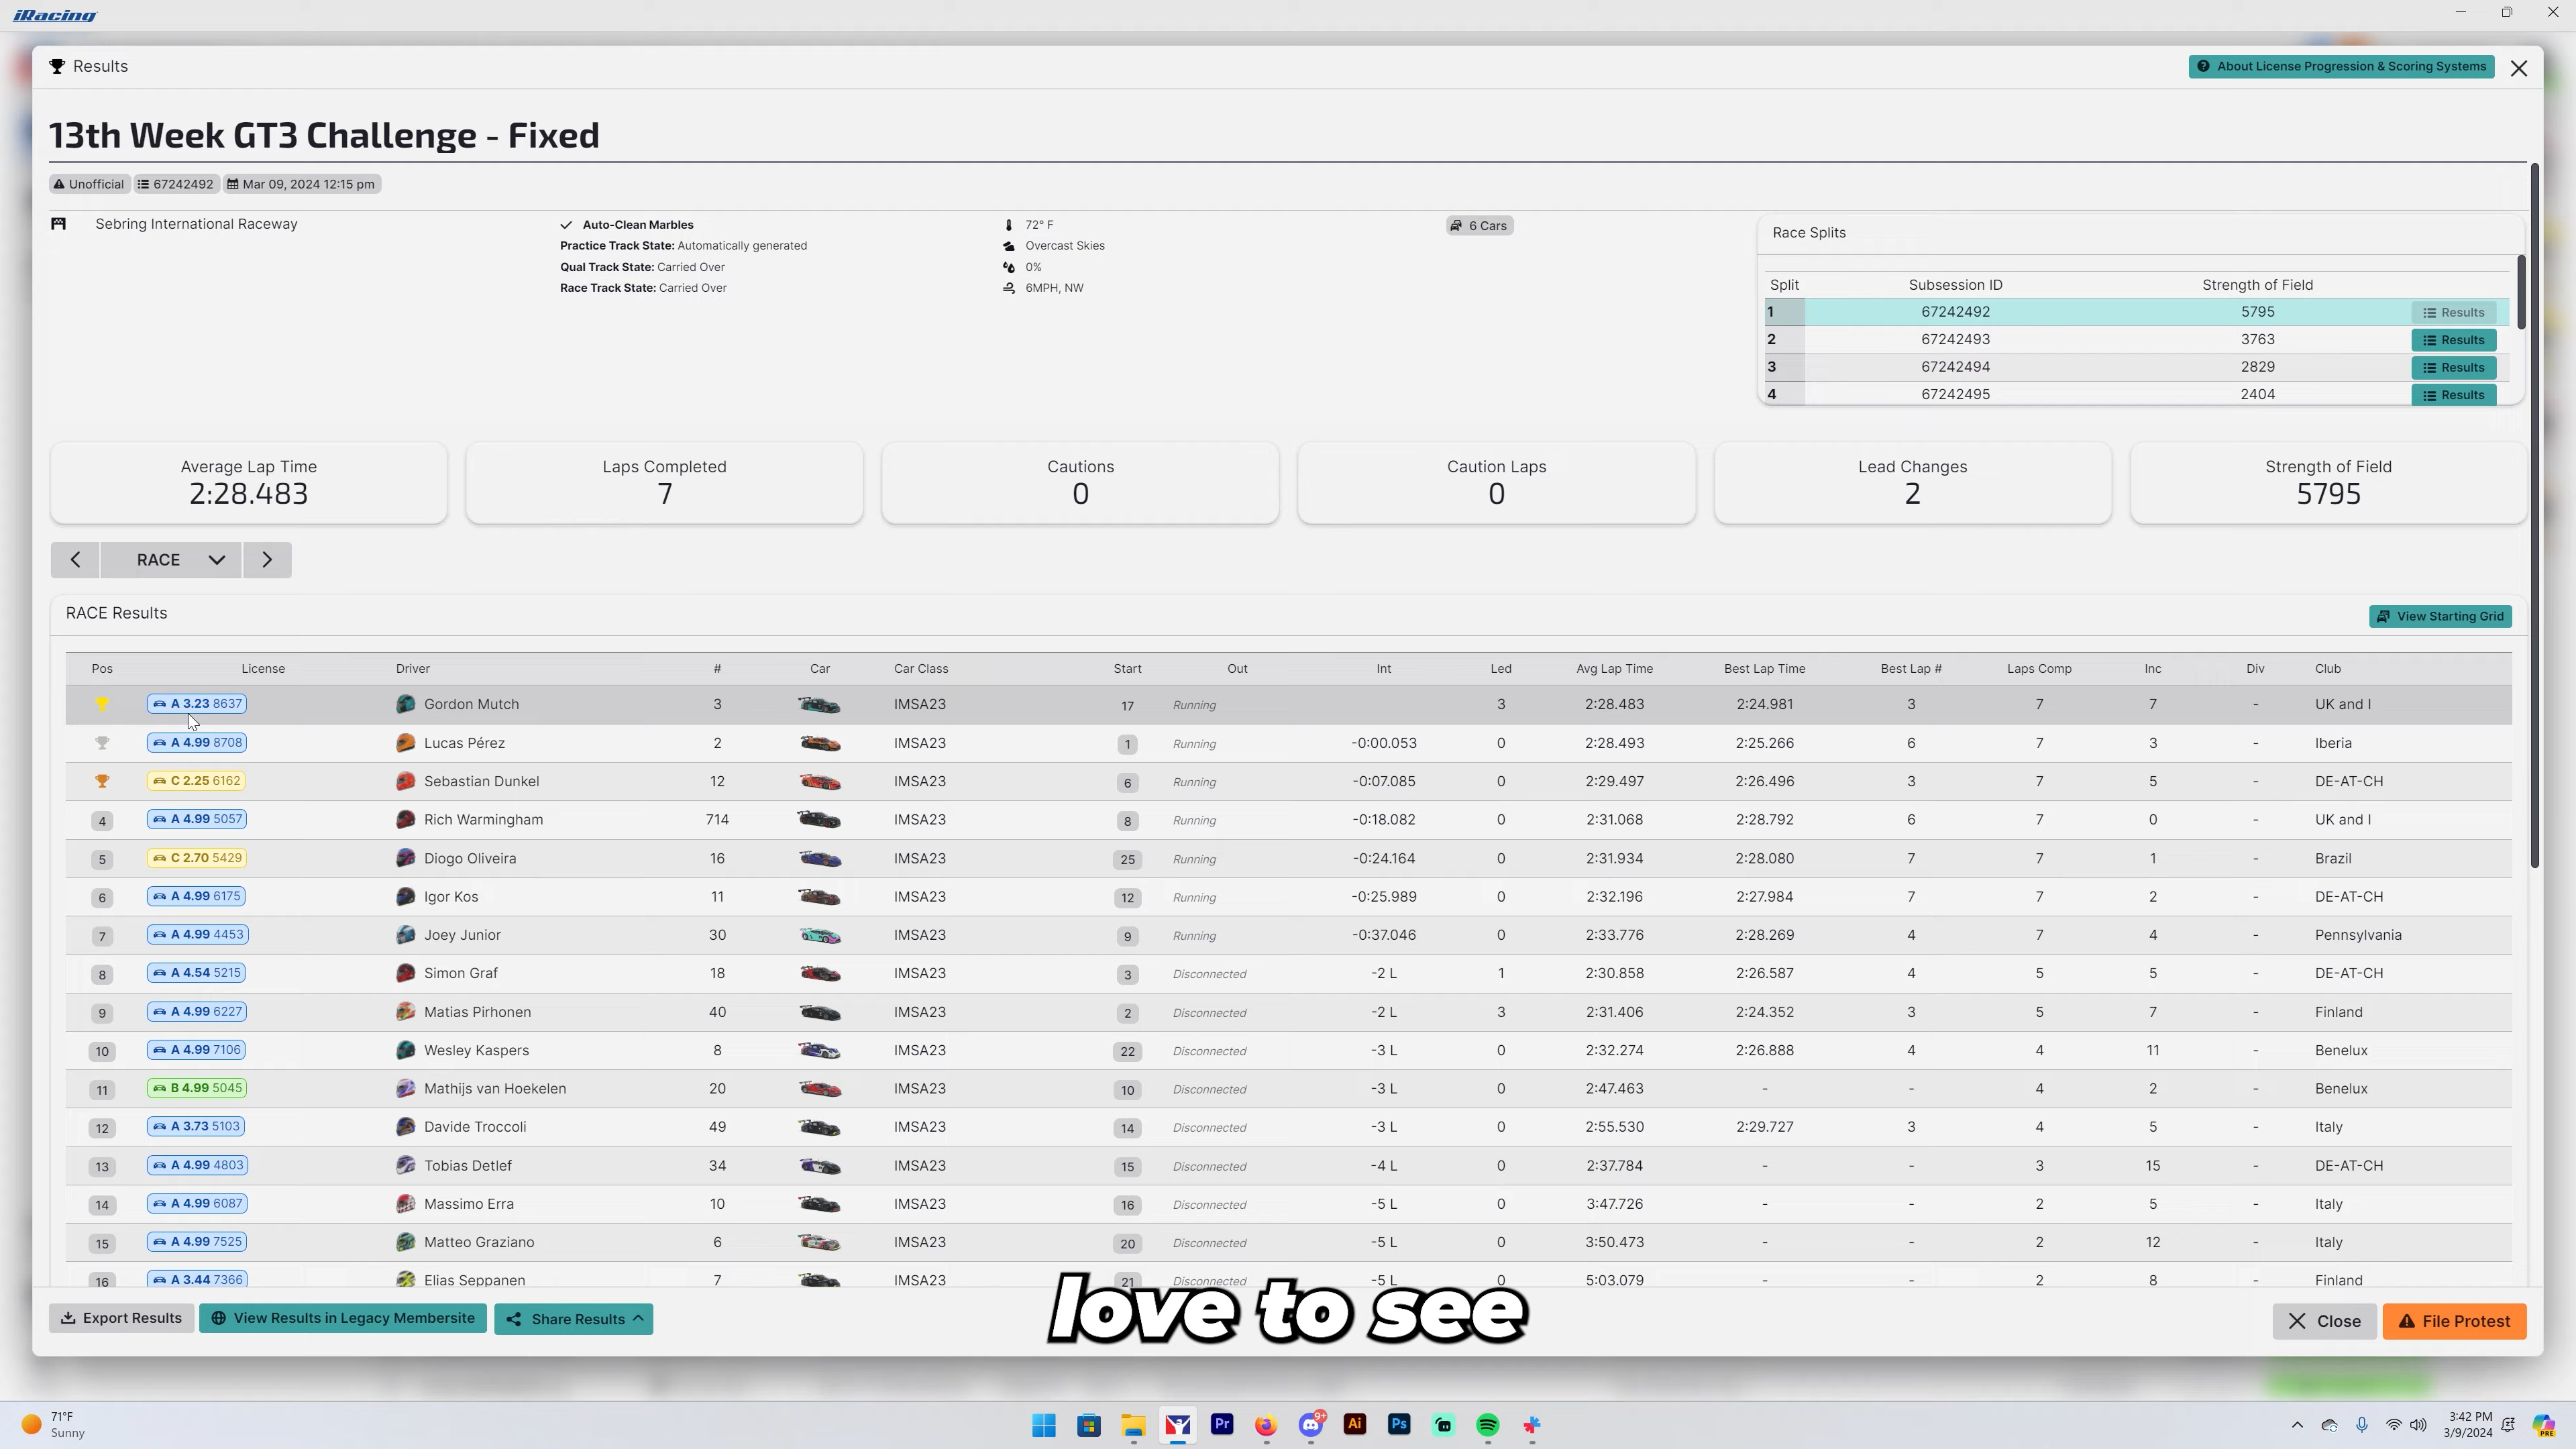 iRacing
Results
About License Progression & Scoring Systems
13th Week GT3 Challenge - Fixed
Unofficial 67242492 Mar 09, 2024 12:15 pm
Sebring International Raceway
Auto-Clean Marbles
Practice Track State: Automatically generated
Qual Track State: Carried Over
Race Track State: Carried Over
72° F
Overcast Skies
0%
6MPH, NW
6 Cars
Race Splits
Split Subsession ID Strength of Field
1 67242492 5795 Results
2 67242493 3763 Results
3 67242494 2829 Results
4 67242495 2404 Results
Average Lap Time
2:28.483
Laps Completed
7
Cautions
0
Caution Laps
0
Lead Changes
2
Strength of Field
5795
RACE
RACE Results
View Starting Grid
Pos License Driver # Car Car Class Start Out Int Led Avg Lap Time Best Lap Time Best Lap # Laps Comp Inc Div Club
A 3.23 8637 Gordon Mutch 3 IMSA23 17 Running 3 2:28.483 2:24.981 3 7 7 - UK and I
A 4.99 8708 Lucas Pérez 2 IMSA23 1 Running -0:00.053 0 2:28.493 2:25.266 6 7 3 - Iberia
C 2.25 6162 Sebastian Dunkel 12 IMSA23 6 Running -0:07.085 0 2:29.497 2:26.496 3 7 5 - DE-AT-CH
4 A 4.99 5057 Rich Warmingham 714 IMSA23 8 Running -0:18.082 0 2:31.068 2:28.792 6 7 0 - UK and I
5 C 2.70 5429 Diogo Oliveira 16 IMSA23 25 Running -0:24.164 0 2:31.934 2:28.080 7 7 1 - Brazil
6 A 4.99 6175 Igor Kos 11 IMSA23 12 Running -0:25.989 0 2:32.196 2:27.984 7 7 2 - DE-AT-CH
7 A 4.99 4453 Joey Junior 30 IMSA23 9 Running -0:37.046 0 2:33.776 2:28.269 4 7 4 - Pennsylvania
8 A 4.54 5215 Simon Graf 18 IMSA23 3 Disconnected -2 L 1 2:30.858 2:26.587 4 5 5 - DE-AT-CH
9 A 4.99 6227 Matias Pirhonen 40 IMSA23 2 Disconnected -2 L 3 2:31.406 2:24.352 3 5 7 - Finland
10 A 4.99 7106 Wesley Kaspers 8 IMSA23 22 Disconnected -3 L 0 2:32.274 2:26.888 4 4 11 - Benelux
11 B 4.99 5045 Mathijs van Hoekelen 20 IMSA23 10 Disconnected -3 L 0 2:47.463 - - 4 2 - Benelux
12 A 3.73 5103 Davide Troccoli 49 IMSA23 14 Disconnected -3 L 0 2:55.530 2:29.727 3 4 5 - Italy
13 A 4.99 4803 Tobias Detlef 34 IMSA23 15 Disconnected -4 L 0 2:37.784 - - 3 15 - DE-AT-CH
14 A 4.99 6087 Massimo Erra 10 IMSA23 16 Disconnected -5 L 0 3:47.726 - - 2 5 - Italy
15 A 4.99 7525 Matteo Graziano 6 IMSA23 20 Disconnected -5 L 0 3:50.473 - - 2 12 - Italy
16 A 3.44 7366 Elias Seppanen 7 IMSA23 21 Disconnected -5 L 0 5:03.079 - - 2 8 - Finland
love to see
Export Results View Results in Legacy Membersite Share Results
Close File Protest
71°F
Sunny
Pr 9+ Ai Ps
3:42 PM
3/9/2024
PRE